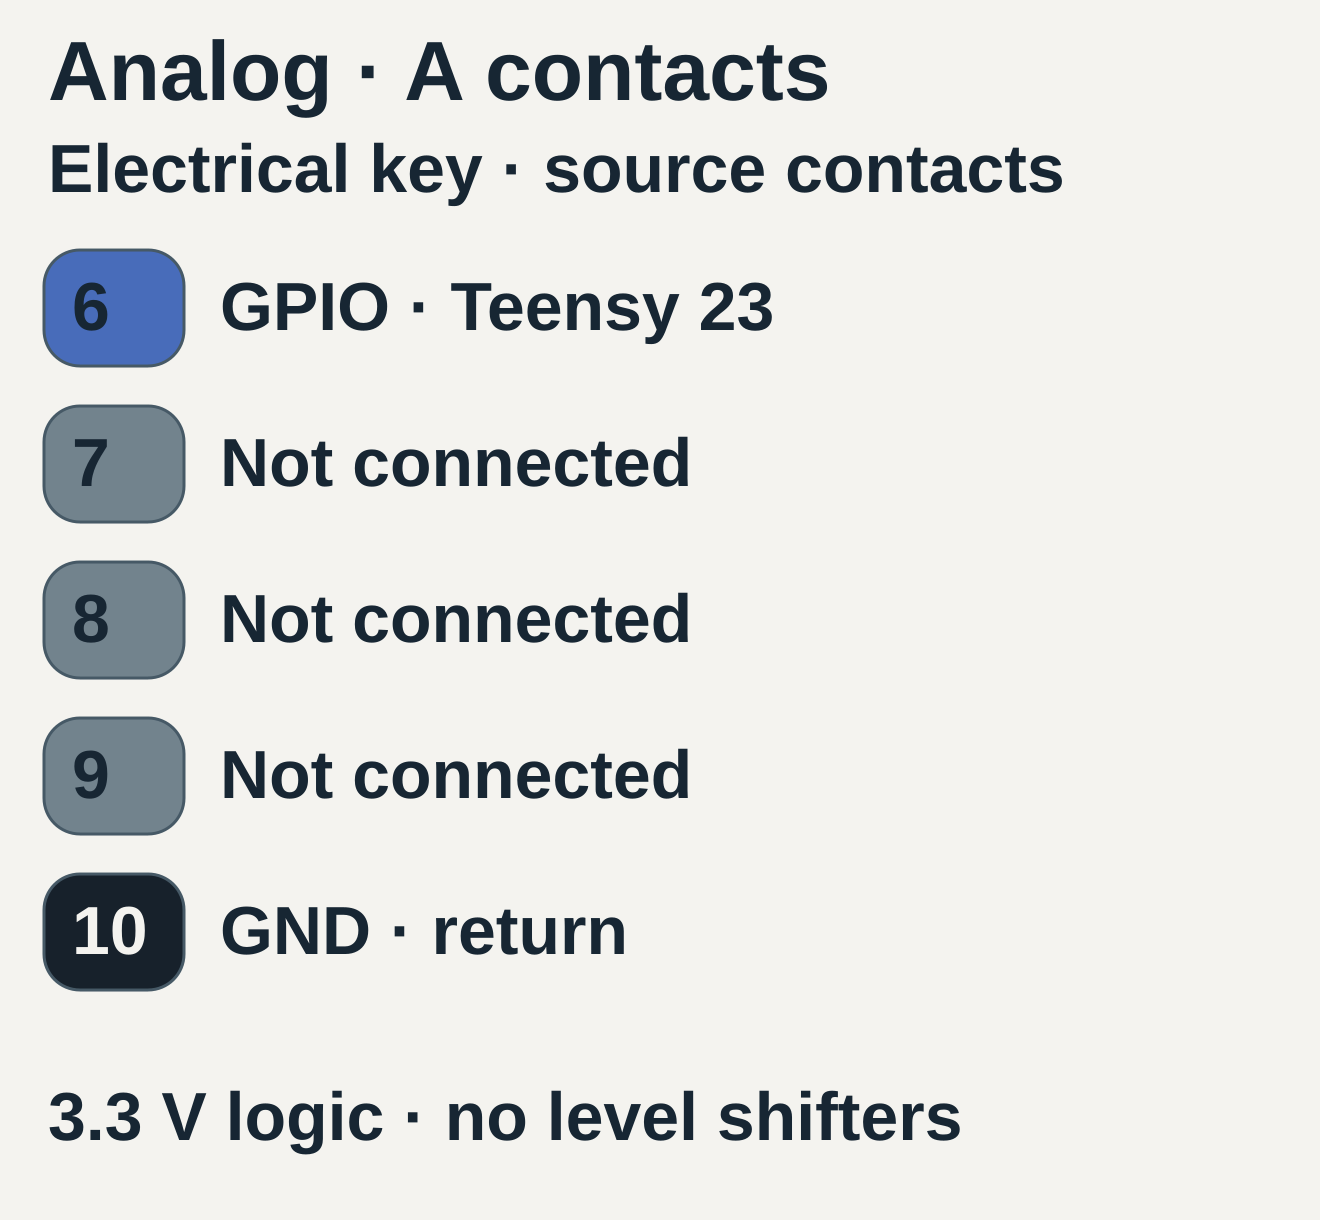 Analog · A contacts
Electrical key · source contacts
6 GPIO · Teensy 23
7 Not connected
8 Not connected
9 Not connected
10 GND · return
3.3 V logic · no level shifters